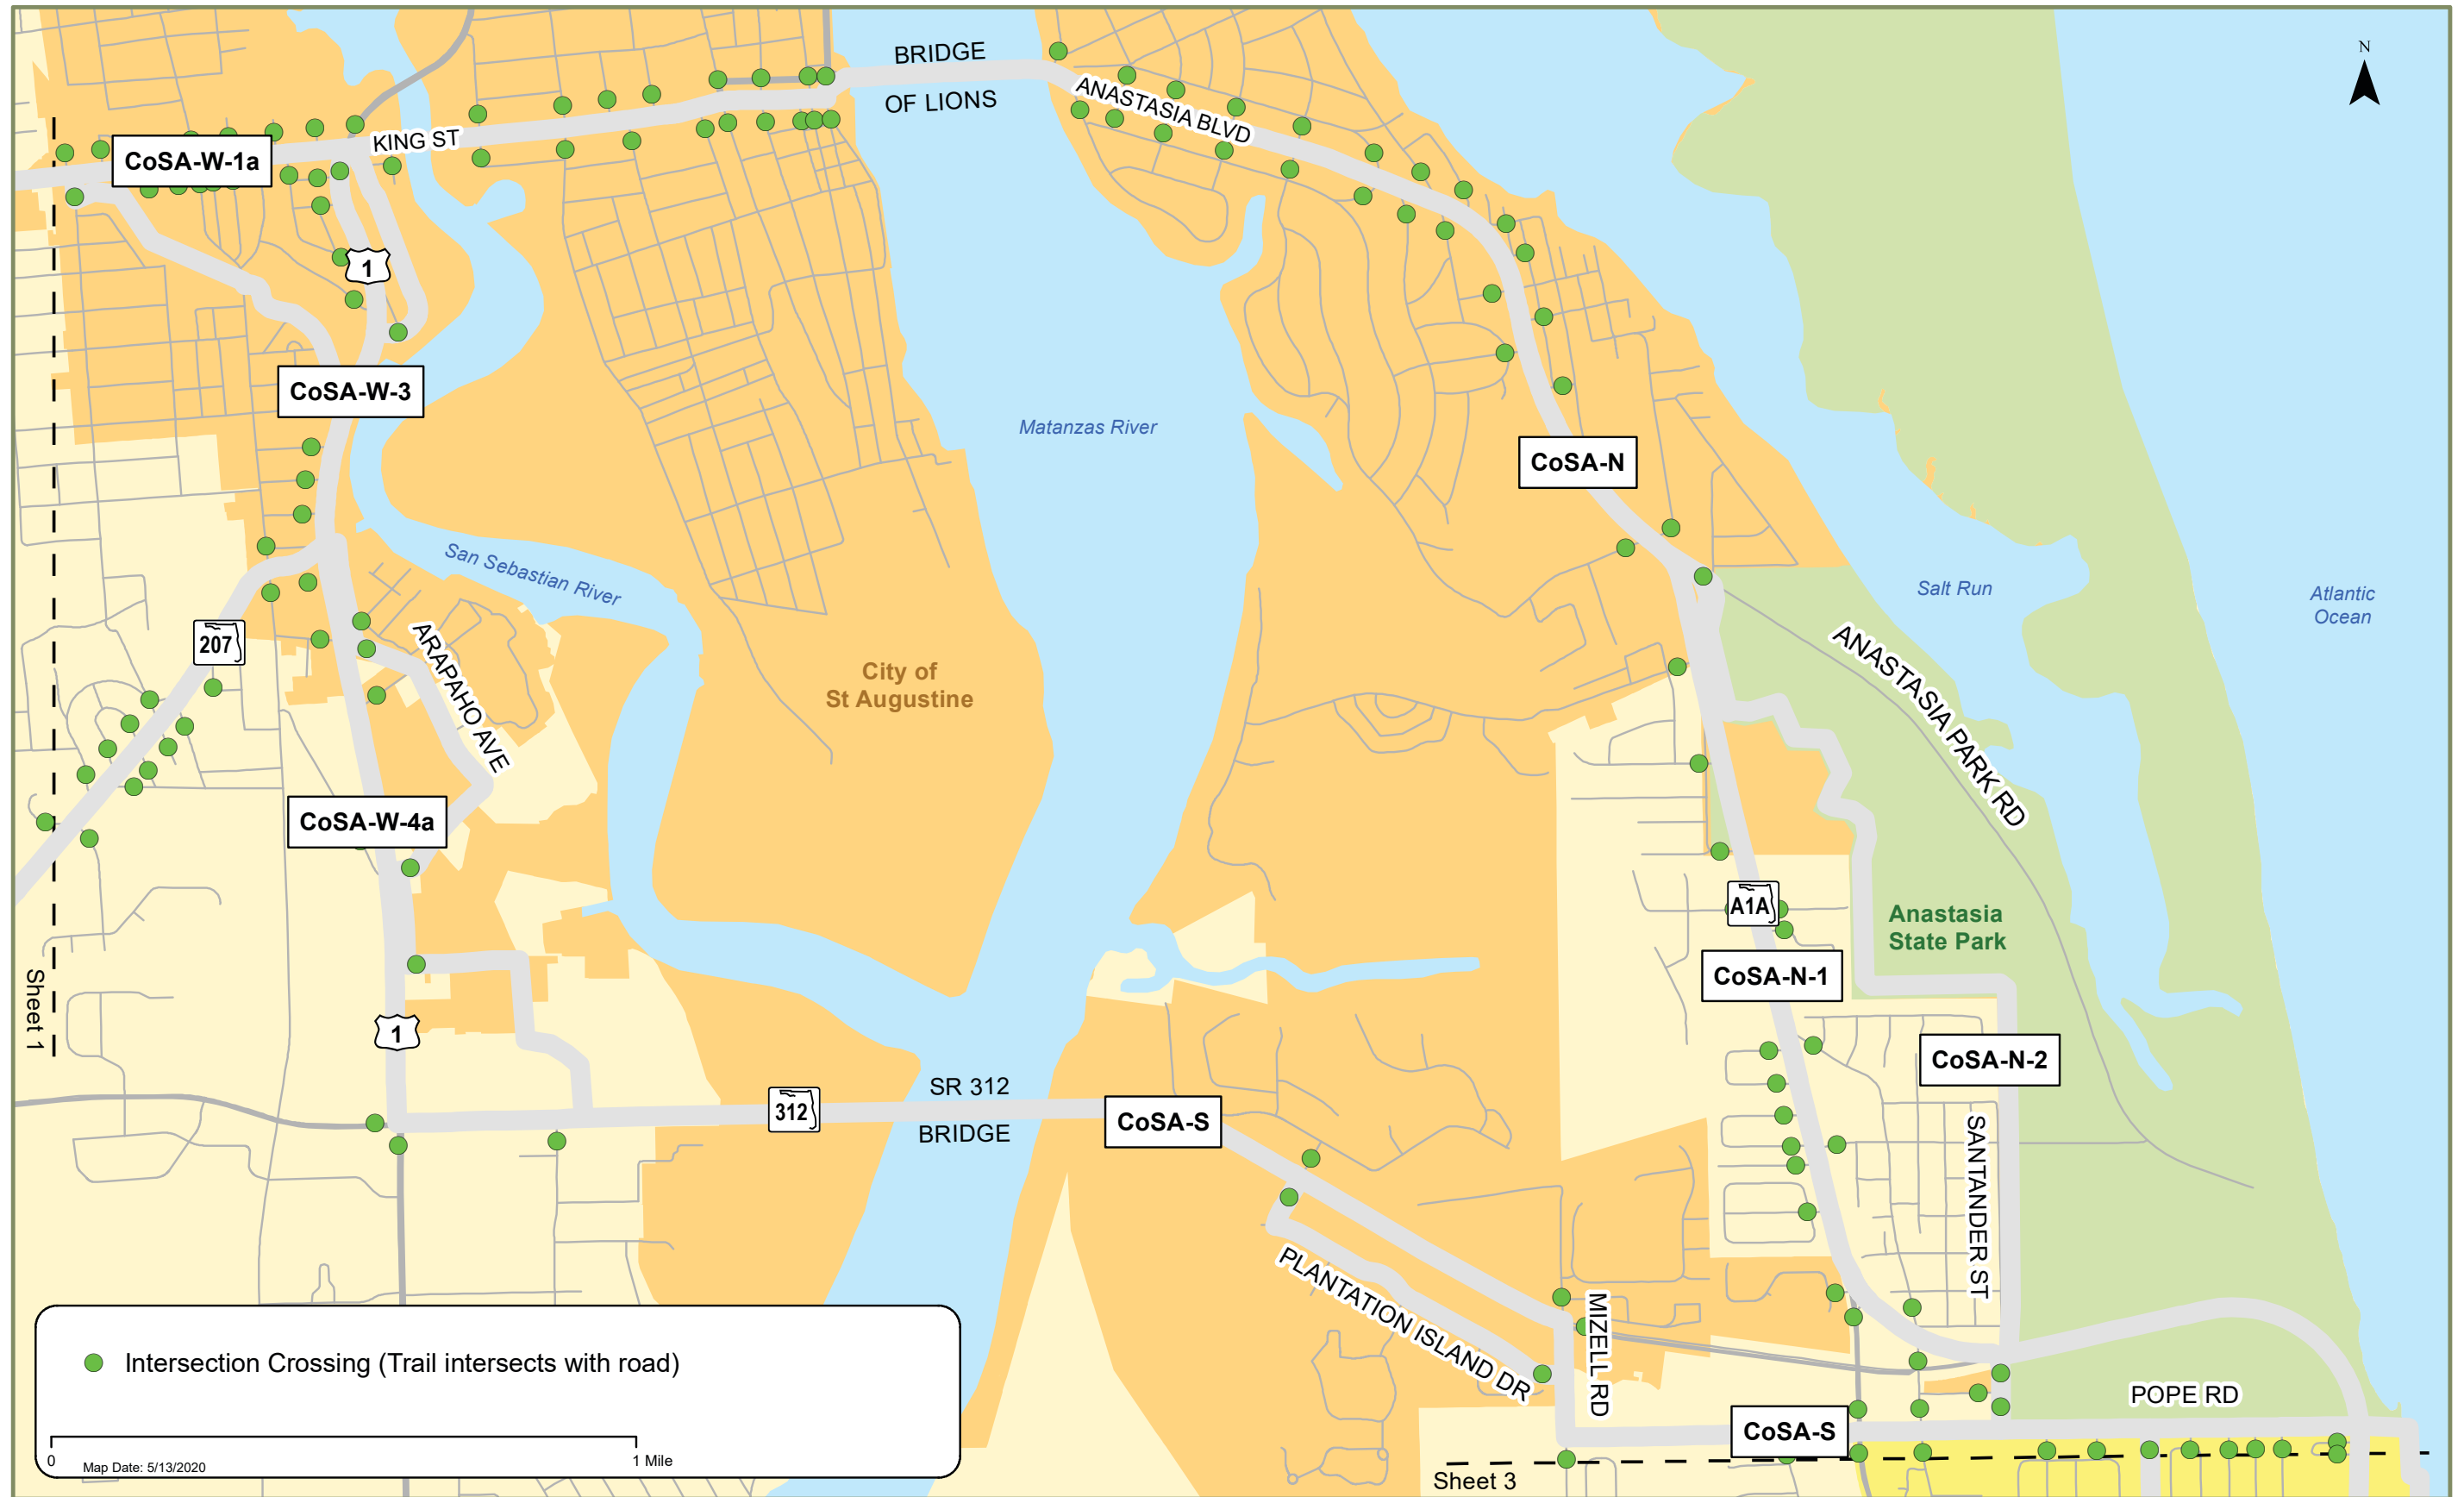 N
BRIDGE
OF LIONS
ANASTASIA BLVD
KING ST
CoSA-W-1a
1
CoSA-W-3
Matanzas River
CoSA-N
San Sebastian River
Salt Run
Atlantic
Ocean
207
ARAPAHO AVE
City of
St Augustine
ANASTASIA PARK RD
CoSA-W-4a
A1A
Anastasia
State Park
CoSA-N-1
Sheet 1
1
CoSA-N-2
312
SR 312
BRIDGE
CoSA-S
SANTANDER ST
PLANTATION ISLAND DR
MIZELL RD
POPE RD
CoSA-S
Sheet 3
Intersection Crossing (Trail intersects with road)
0
1 Mile
Map Date: 5/13/2020